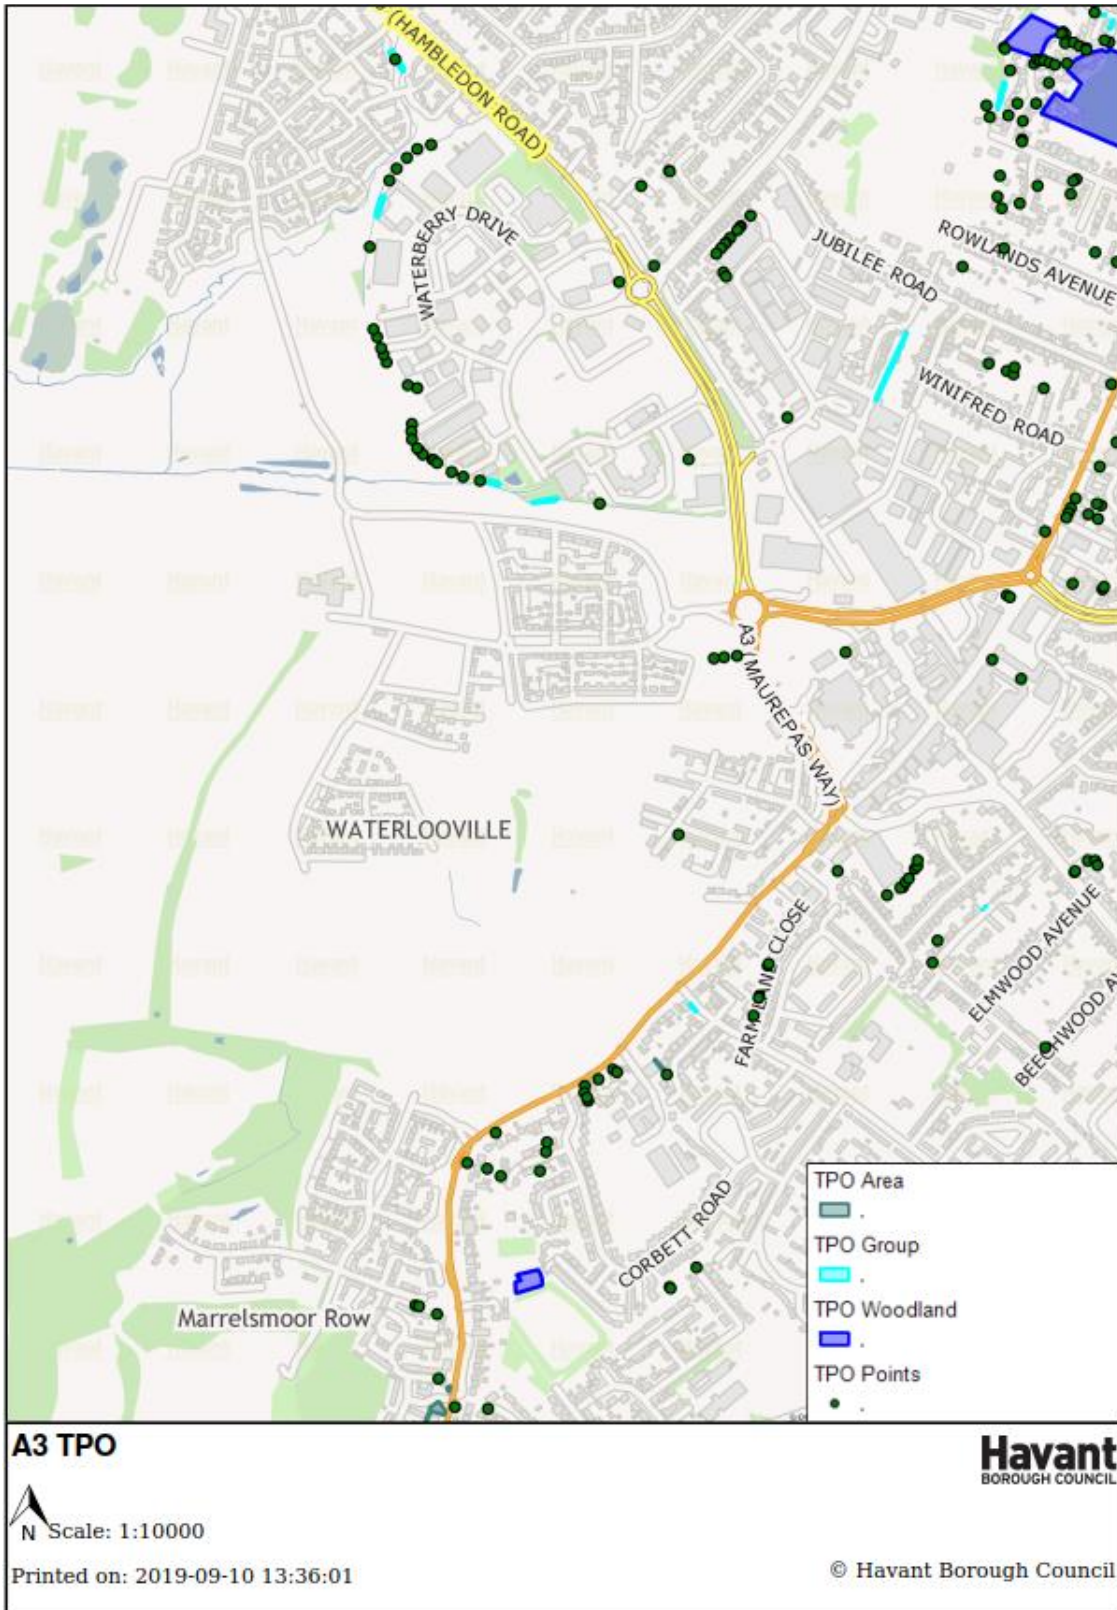 (HAMBLEDON ROAD)
WATERBERRY DRIVE
JUBILEE ROAD
ROWLANDS AVENUE
WINIFRED ROAD
A3 (MAUREPAS WAY)
WATERLOOVILLE
FARMLAND CLOSE
ELMWOOD AVENUE
BEECHWOOD A
CORBETT ROAD
Marrelsmoor Row
TPO Area
.
TPO Group
.
TPO Woodland
.
TPO Points
.
A3 TPO
Havant
BOROUGH COUNCIL
N Scale: 1:10000
Printed on: 2019-09-10 13:36:01
© Havant Borough Council